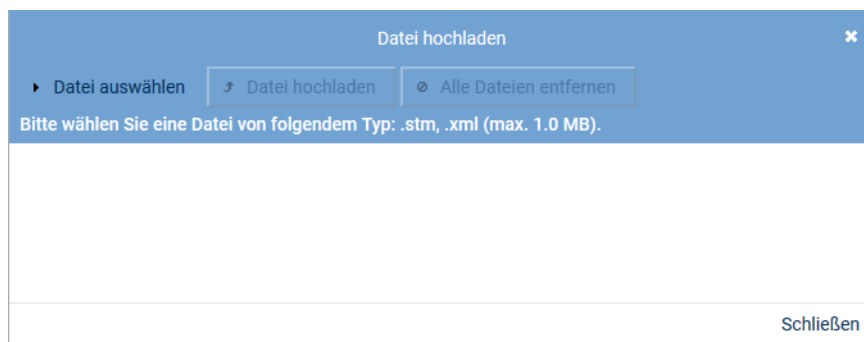 Datei hochladen
Datei auswählen Datei hochladen Alle Dateien entfernen
Bitte wählen Sie eine Datei von folgendem Typ: .stm, .xml (max. 1.0 MB).
Schließen